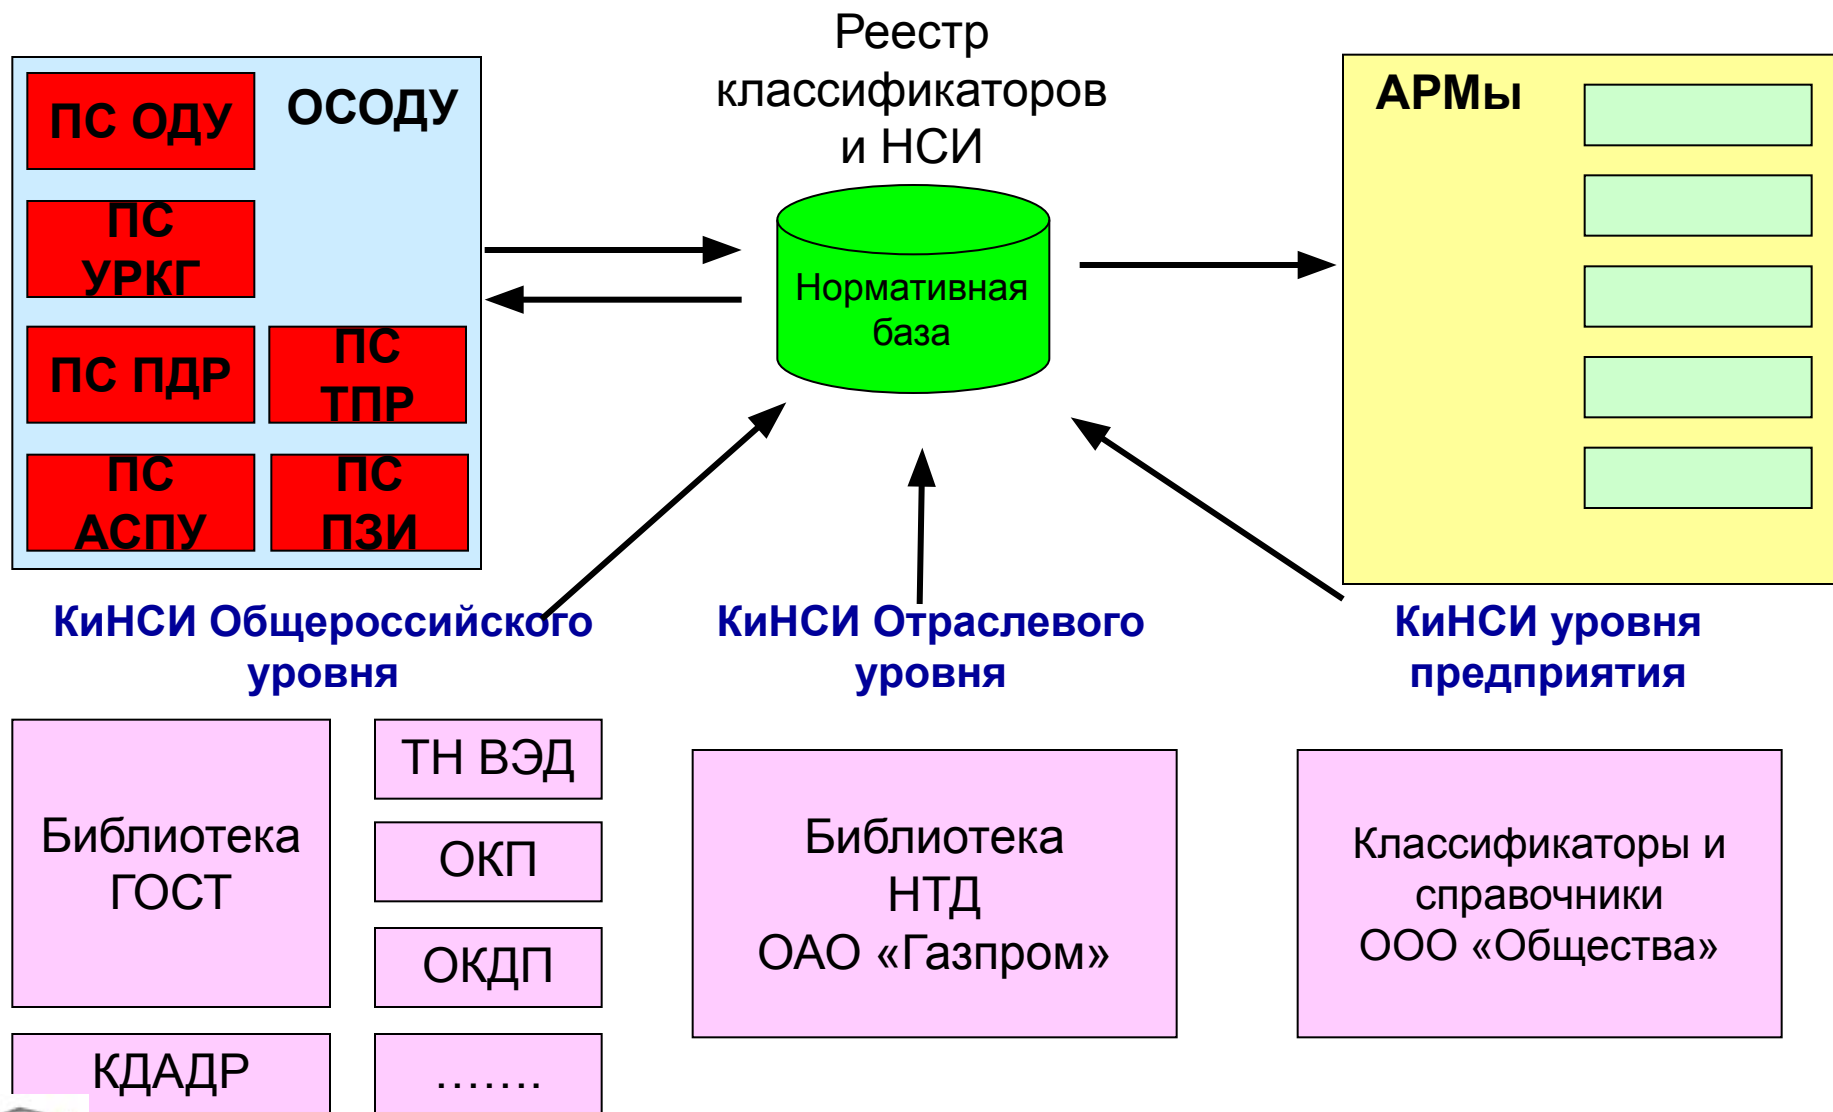 Реестр
классификаторов
и НСИ
ПС ОДУ
ОСОДУ
ПС
УРКГ
ПС ПДР
ПС
ТПР
ПС
АСПУ
ПС
ПЗИ
Нормативная
база
АРМы
КиНСИ Общероссийского
уровня
КиНСИ Отраслевого
уровня
КиНСИ уровня
предприятия
Библиотека
ГОСТ
ТН ВЭД
ОКП
ОКДП
КДАДР
.......
Библиотека
НТД
ОАО «Газпром»
Классификаторы и
справочники
ООО «Общества»